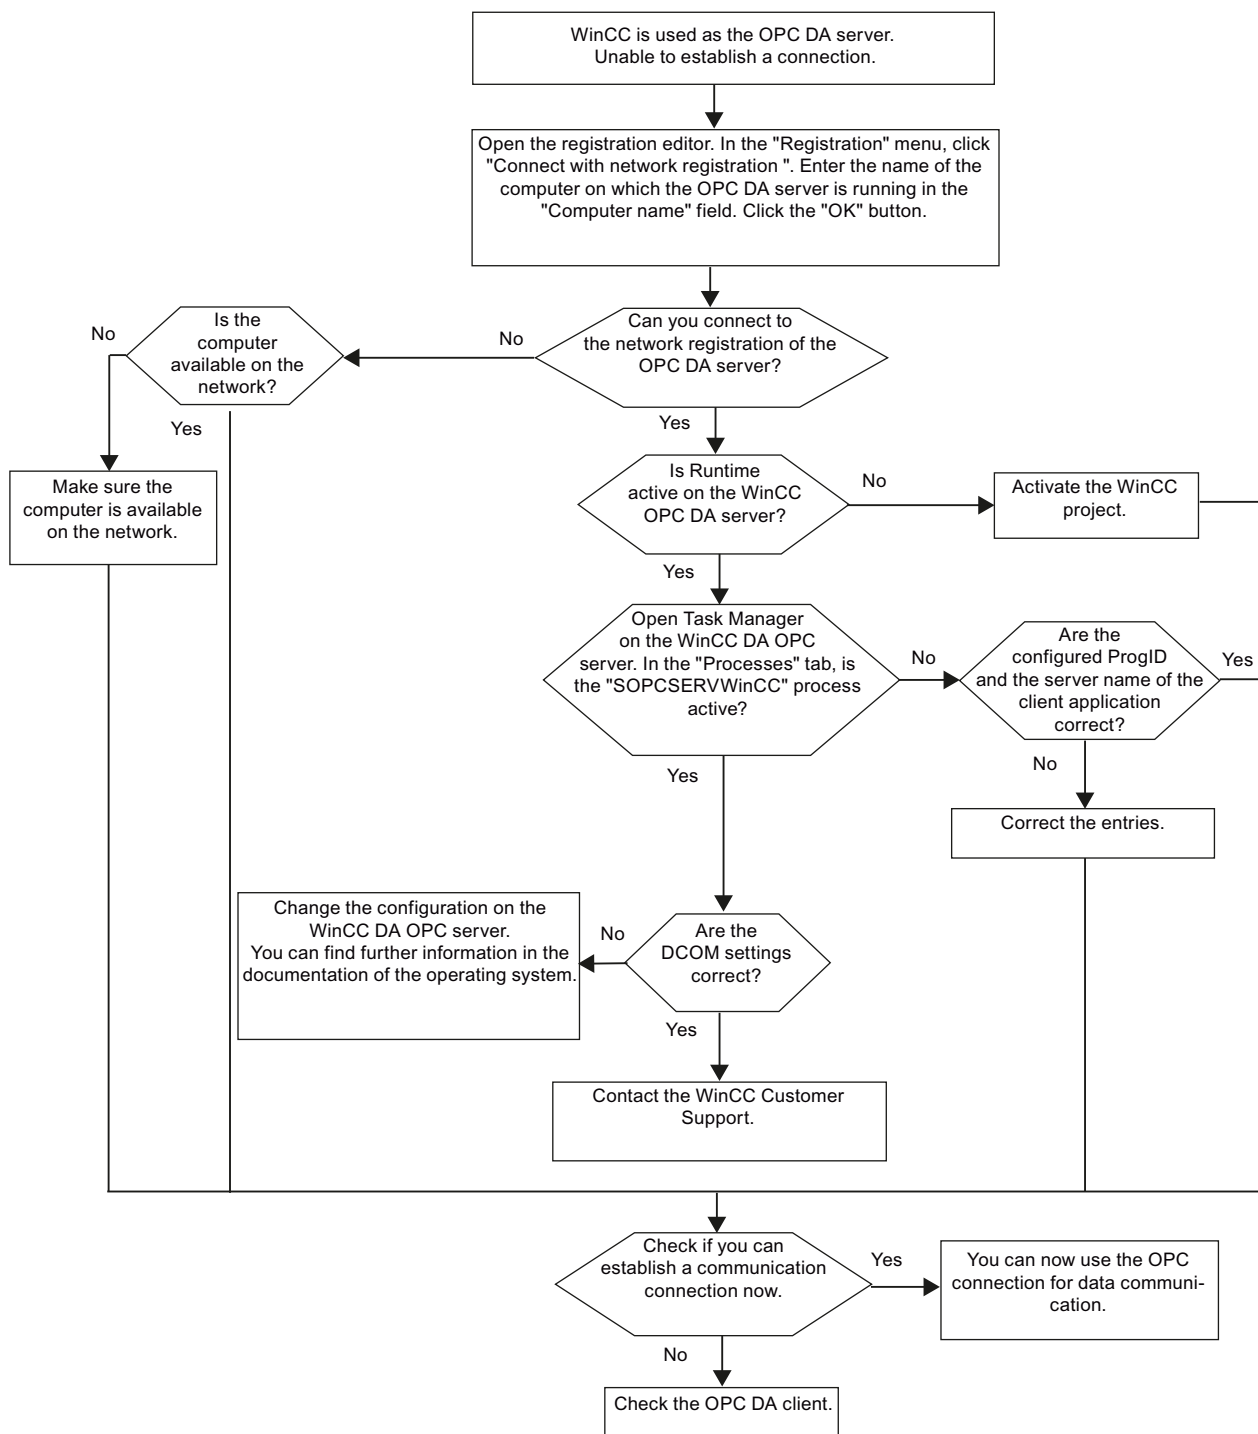 WinCC is used as the OPC DA server.
Unable to establish a connection.
Open the registration editor. In the "Registration" menu, click
"Connect with network registration ". Enter the name of the
computer on which the OPC DA server is running in the
"Computer name" field. Click the "OK" button.
Can you connect to
the network registration of the
OPC DA server?
No
Is the
computer
available on the
network?
No
Yes
Yes
Make sure the
computer is available
on the network.
Is Runtime
active on the WinCC
OPC DA server?
No
Activate the WinCC
project.
Yes
Open Task Manager
on the WinCC DA OPC
server. In the "Processes" tab, is
the "SOPCSERVWinCC" process
active?
No
Are the
configured ProgID
and the server name of the
client application
correct?
Yes
Yes
No
Correct the entries.
Change the configuration on the
WinCC DA OPC server.
You can find further information in the
documentation of the operating system.
No
Are the
DCOM settings
correct?
Yes
Contact the WinCC Customer
Support.
Check if you can
establish a communication
connection now.
Yes
You can now use the OPC
connection for data communi-
cation.
No
Check the OPC DA client.